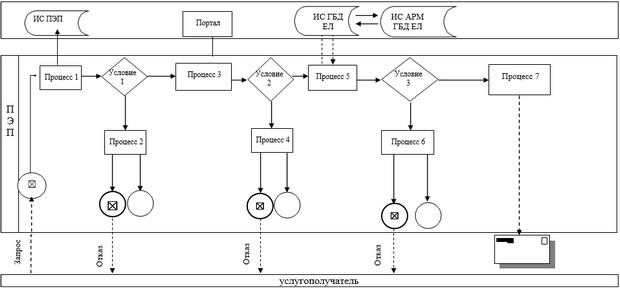 ИС ПЭП
Портал
ИС ГБД
ЕЛ
ИС АРМ
ГБД ЕЛ
ПЭП
Процесс 1
Условие
1
Процесс 3
Условие
2
Процесс 5
Условие
3
Процесс 7
Процесс 2
Процесс 4
Процесс 6
Запрос
Отказ
Отказ
Отказ
услугополучатель